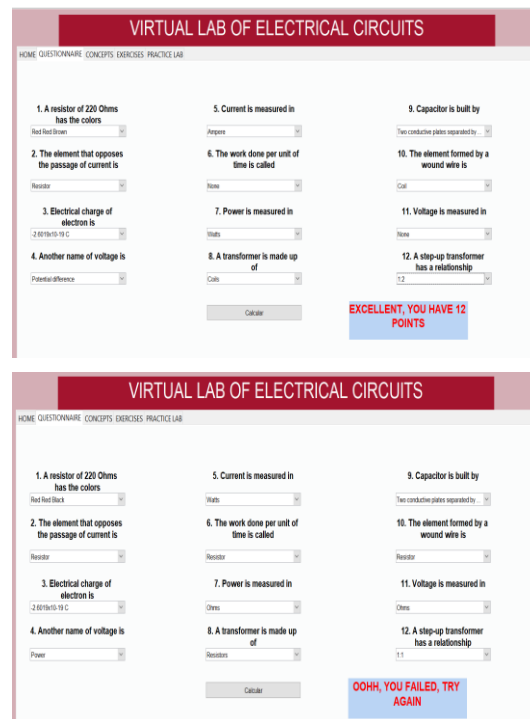 VIRTUAL LAB OF ELECTRICAL CIRCUITS
HOME QUESTIONNAIRE CONCEPTS EXERCISES PRACTICE LAB
1. A resistor of 220 Ohms
has the colors
Red Red Brown
2. The element that opposes
the passage of current is
Resistor
3. Electrical charge of
electron is
-2.6019x10-19 C
4. Another name of voltage is
Potential difference
5. Current is measured in
Ampere
6. The work done per unit of
time is called
None
7. Power is measured in
Watts
8. A transformer is made up
of
Coils
Calcular
9. Capacitor is built by
Two conductive plates separated by ...
10. The element formed by a
wound wire is
Coil
11. Voltage is measured in
None
12. A step-up transformer
has a relationship
1:2
EXCELLENT, YOU HAVE 12
POINTS
VIRTUAL LAB OF ELECTRICAL CIRCUITS
HOME QUESTIONNAIRE CONCEPTS EXERCISES PRACTICE LAB
1. A resistor of 220 Ohms
has the colors
Red Red Black
2. The element that opposes
the passage of current is
Resistor
3. Electrical charge of
electron is
-2.6019x10-19 C
4. Another name of voltage is
Power
5. Current is measured in
Watts
6. The work done per unit of
time is called
Resistor
7. Power is measured in
Ohms
8. A transformer is made up
of
Resistors
Calcular
9. Capacitor is built by
Two conductive plates separated by ...
10. The element formed by a
wound wire is
Resistor
11. Voltage is measured in
Ohms
12. A step-up transformer
has a relationship
1:1
OOHH, YOU FAILED, TRY
AGAIN